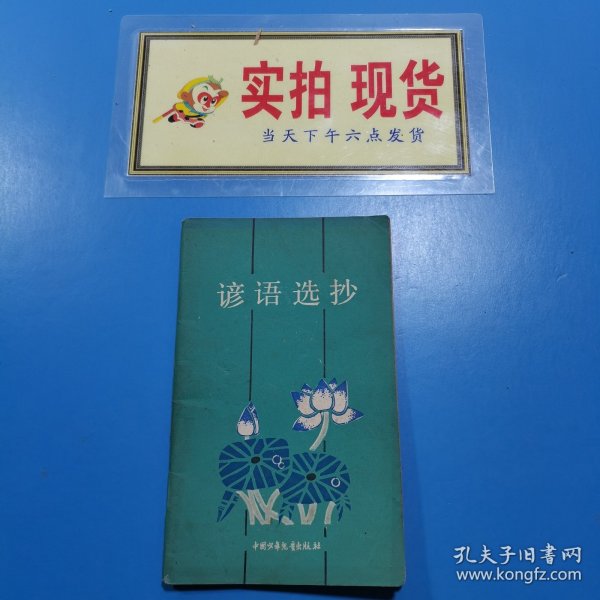 实拍 现货
当天下午六点发货
谚语选抄
中国少年儿童出版社
孔夫子旧书网
www.kongfz.com